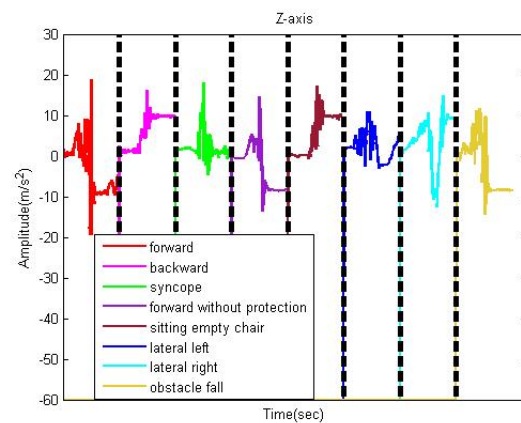 Z-axis
30
20
10
0
-10
-20
-30
-40
-50
-60
Amplitude(m/s²)
forward
backward
syncope
forward without protection
sitting empty chair
lateral left
lateral right
obstacle fall
Time(sec)